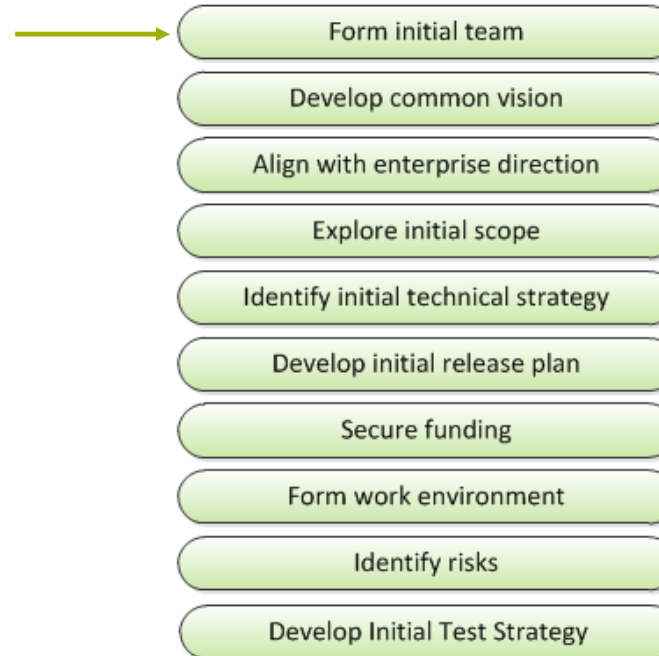 Form initial team
Develop common vision
Align with enterprise direction
Explore initial scope
Identify initial technical strategy
Develop initial release plan
Secure funding
Form work environment
Identify risks
Develop Initial Test Strategy